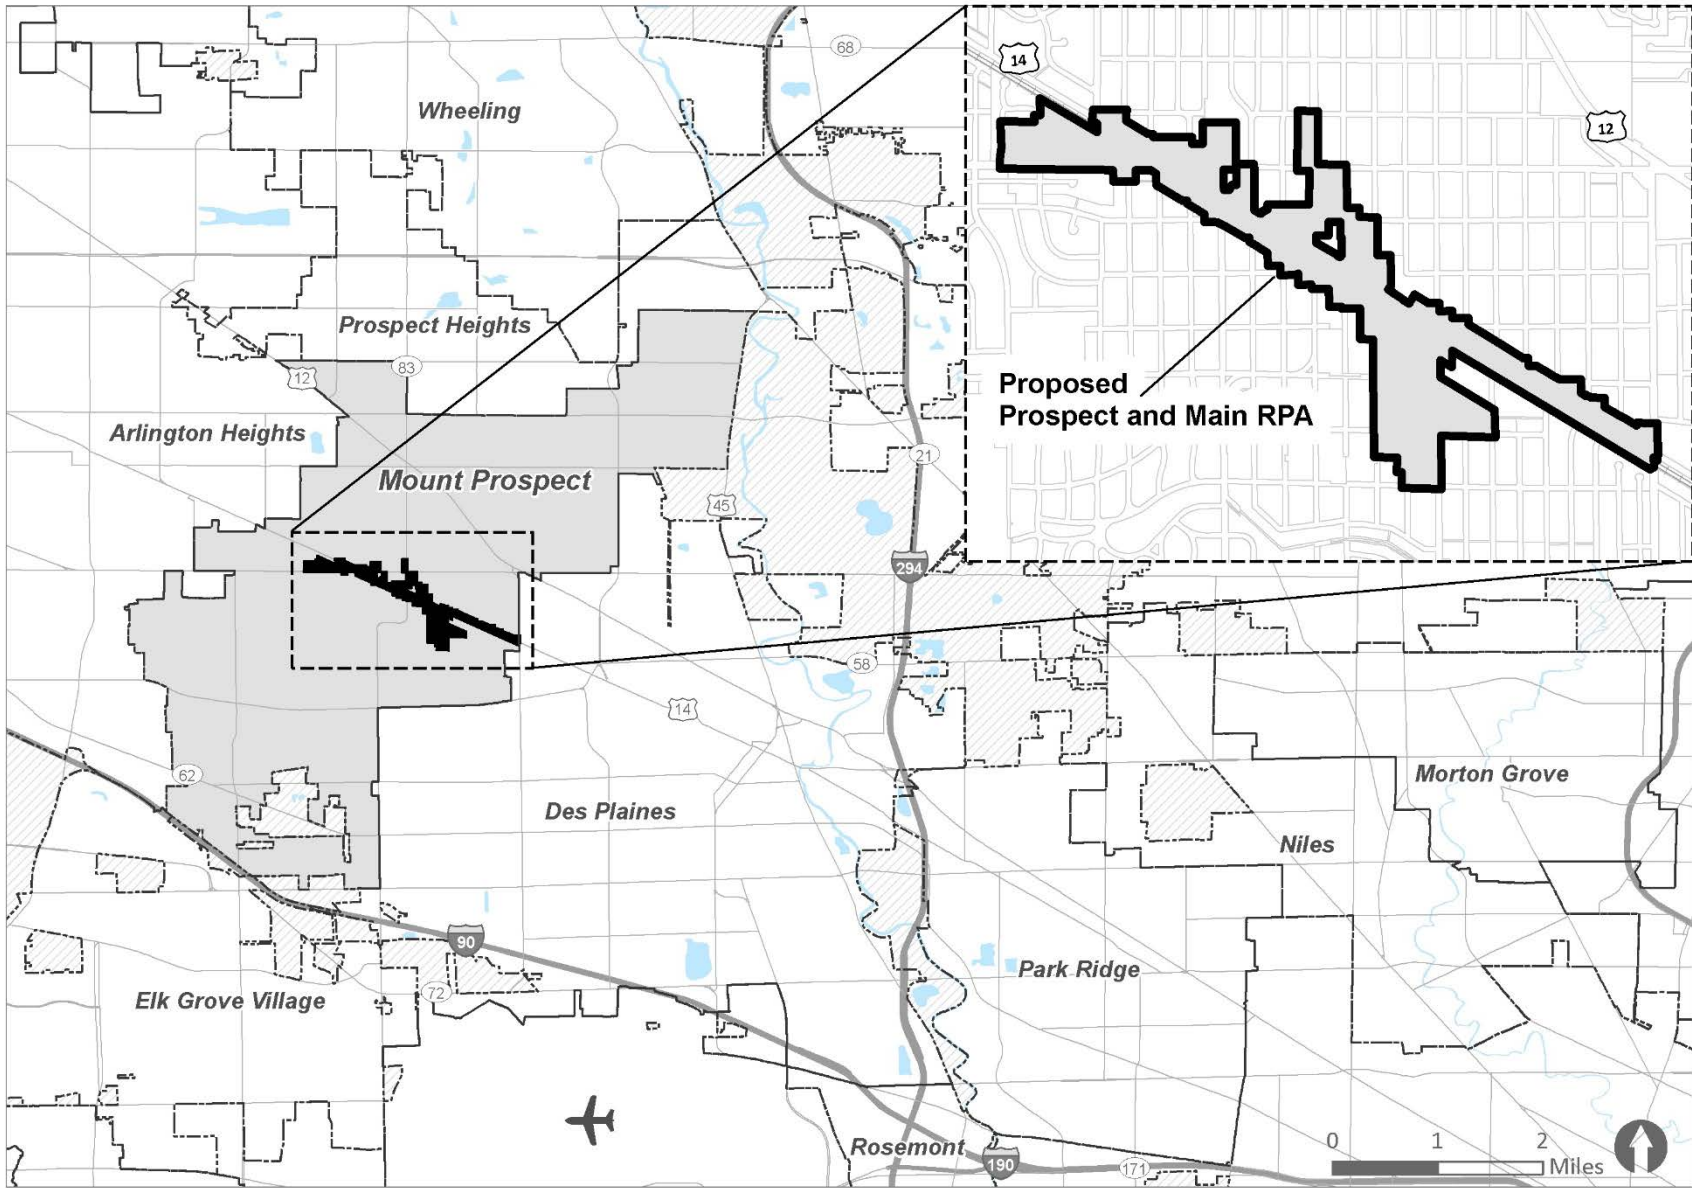 68
14
12
Wheeling
Prospect Heights
83
12
Arlington Heights
Proposed
Prospect and Main RPA
21
Mount Prospect
45
294
58
14
62
Des Plaines
Morton Grove
Niles
90
72
Park Ridge
Elk Grove Village
Rosemont
190
171
0 1 2
Miles